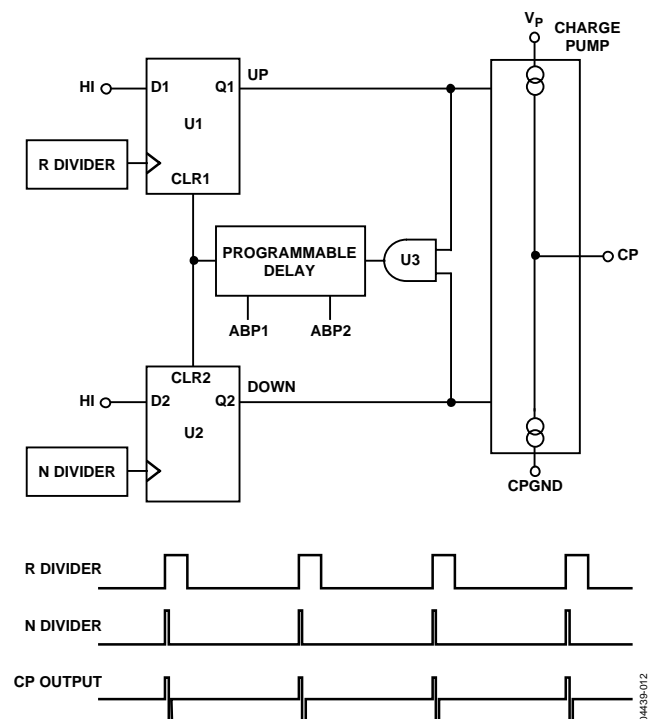 VP
CHARGE
PUMP
HI
D1
Q1
UP
U1
R DIVIDER
CLR1
PROGRAMMABLE
DELAY
U3
CP
ABP1
ABP2
CLR2
DOWN
HI
D2
Q2
U2
N DIVIDER
CPGND
R DIVIDER
N DIVIDER
CP OUTPUT
04439-012